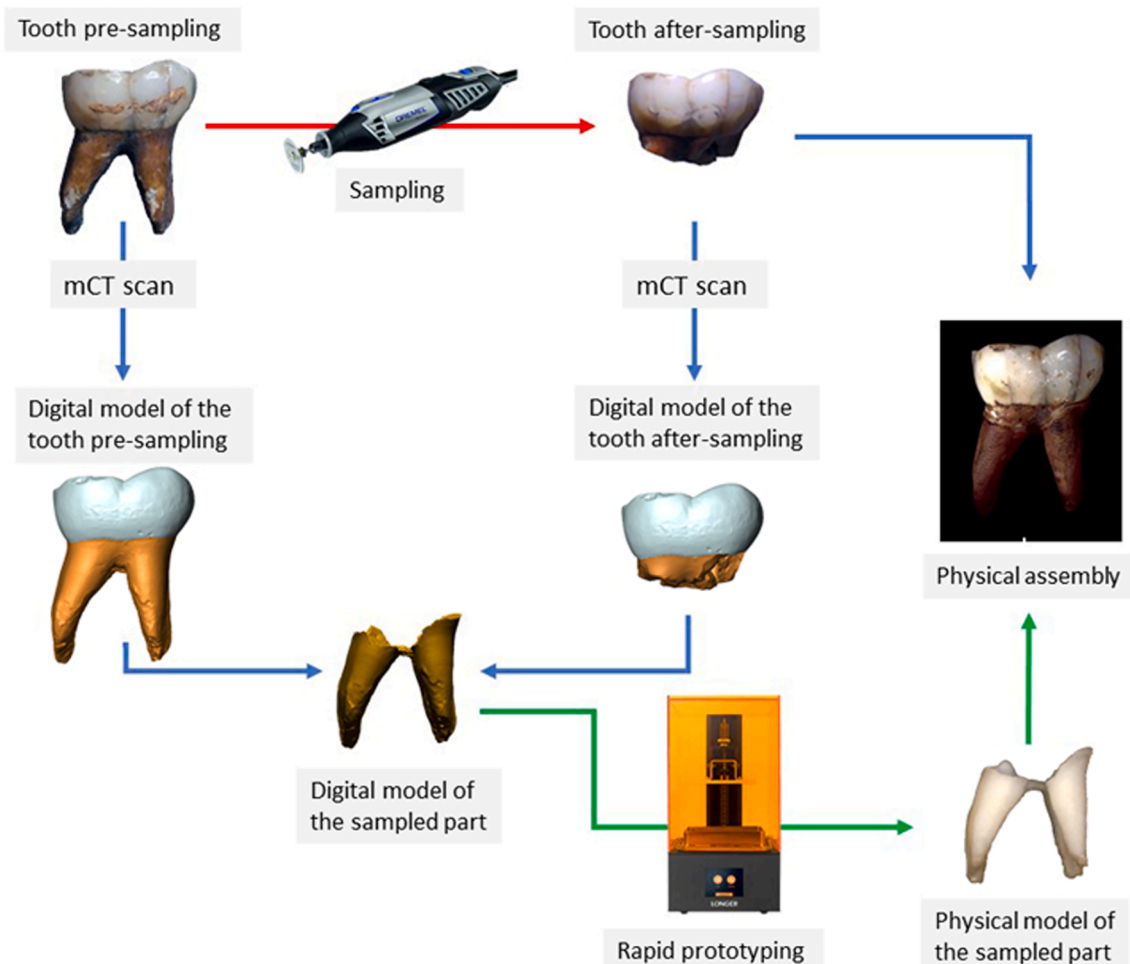 Tooth pre-sampling
Tooth after-sampling
DREMEL
Sampling
mCT scan
mCT scan
Digital model of the
tooth pre-sampling
Digital model of the
tooth after-sampling
Physical assembly
Digital model of
the sampled part
LONGER
Rapid prototyping
Physical model of
the sampled part